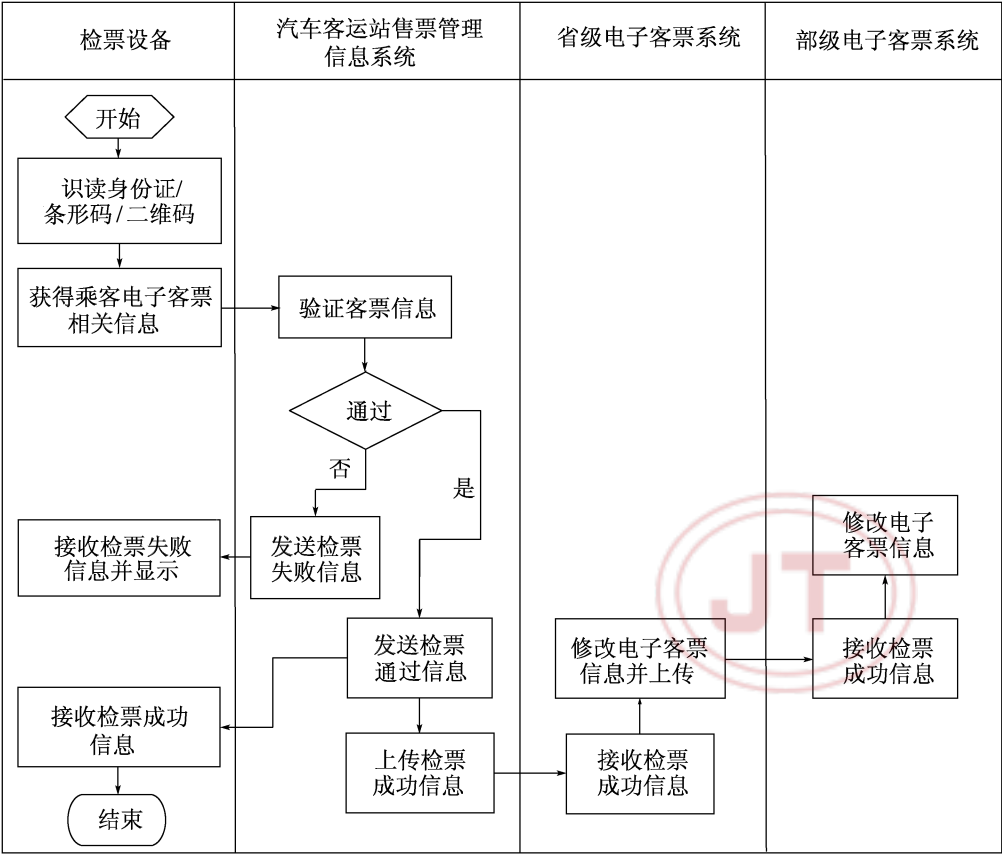 检票设备
汽车客运站售票管理
信息系统
省级电子客票系统
部级电子客票系统
开始
识读身份证/
条形码/二维码
获得乘客电子客票
相关信息
验证客票信息
通过
否
是
发送检票
失败信息
接收检票失败
信息并显示
发送检票
通过信息
接收检票成功
信息
结束
上传检票
成功信息
接收检票
成功信息
修改电子客票
信息并上传
接收检票
成功信息
修改电子
客票信息
JT